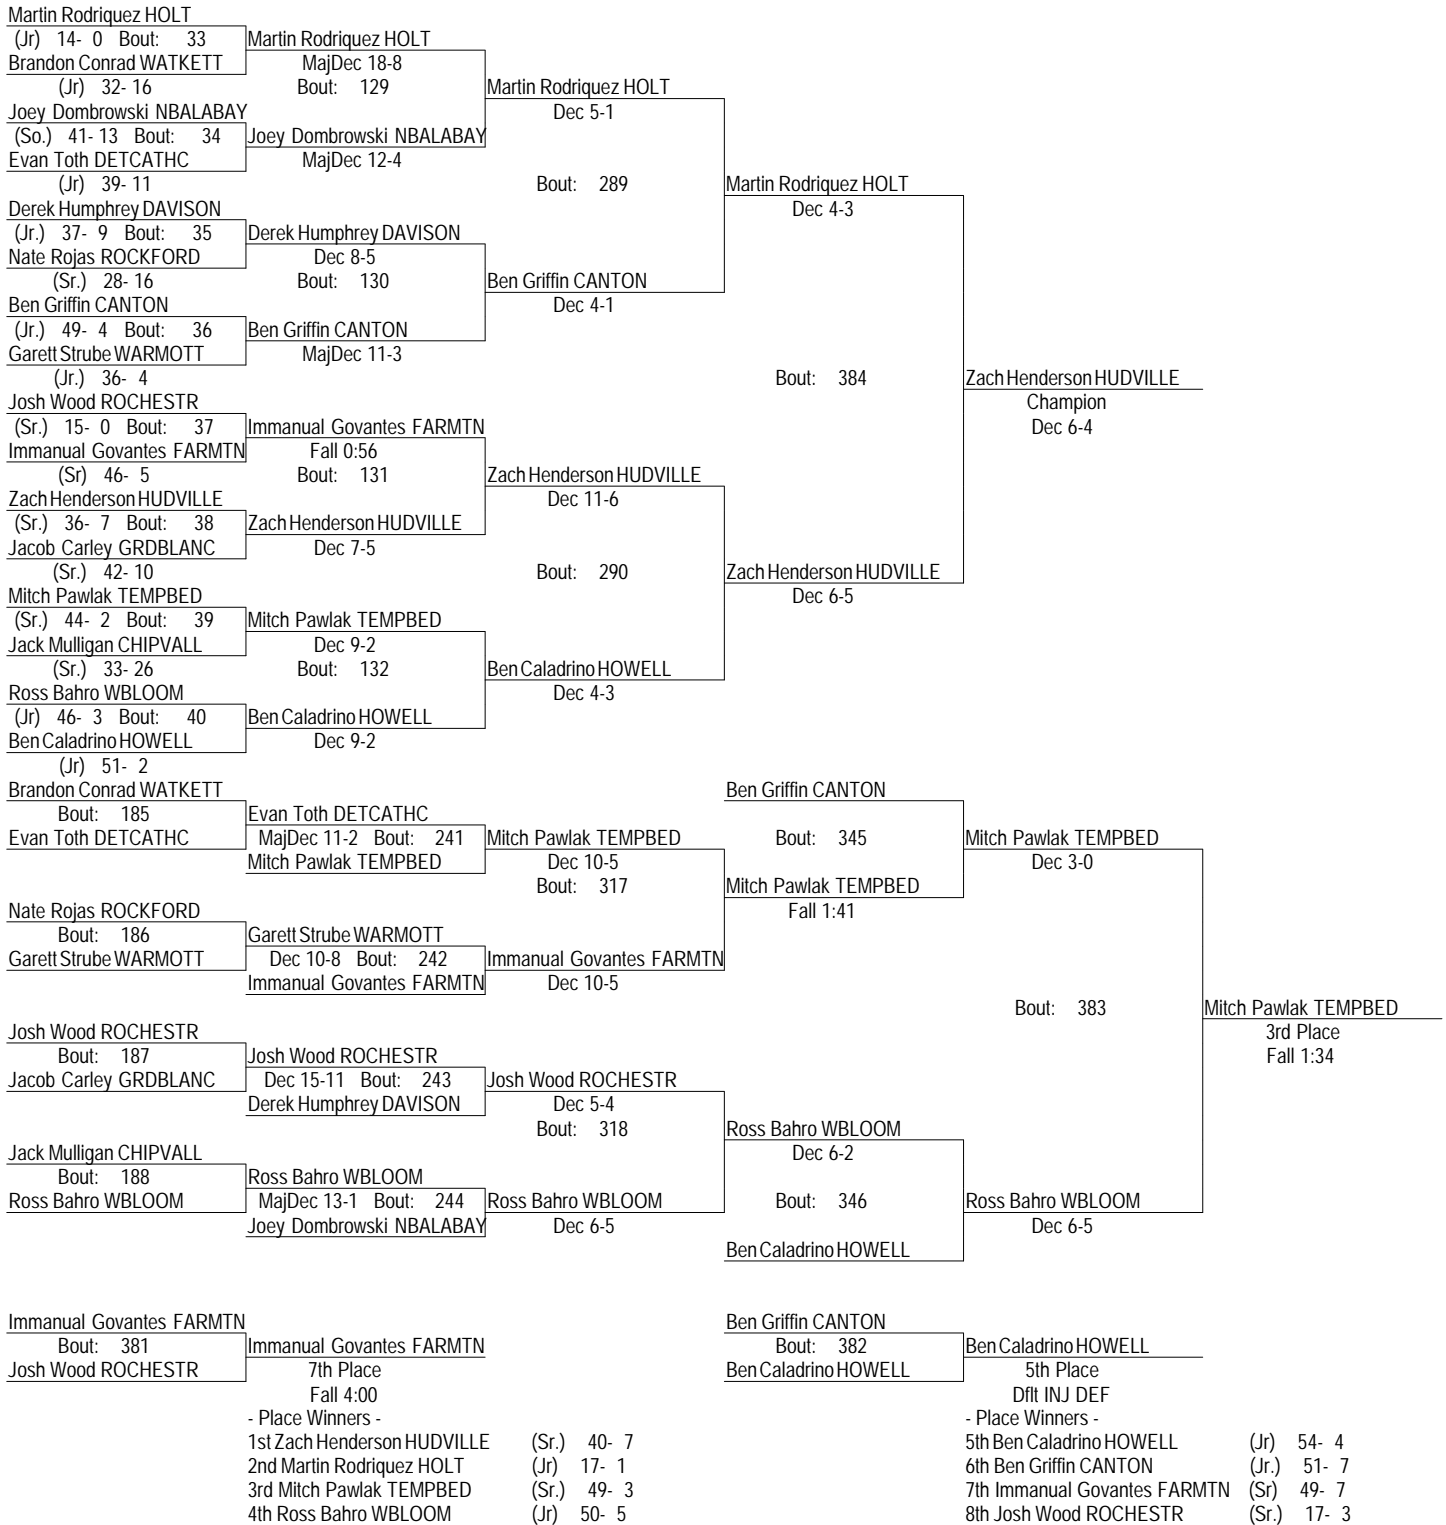 Martin Rodriquez HOLT
(Jr) 14- 0 Bout: 33 Martin Rodriquez HOLT
Brandon Conrad WATKETT MajDec 18-8
(Jr) 32- 16 Bout: 129 Martin Rodriquez HOLT
Joey Dombrowski NBALABAY Dec 5-1
(So.) 41- 13 Bout: 34 Joey Dombrowski NBALABAY
Evan Toth DETCATHC MajDec 12-4
(Jr) 39- 11 Bout: 289 Martin Rodriquez HOLT
Derek Humphrey DAVISON Dec 4-3
(Jr.) 37- 9 Bout: 35 Derek Humphrey DAVISON
Nate Rojas ROCKFORD Dec 8-5
(Sr.) 28- 16 Bout: 130 Ben Griffin CANTON
Ben Griffin CANTON Dec 4-1
(Jr.) 49- 4 Bout: 36 Ben Griffin CANTON
Garett Strube WARMOTT MajDec 11-3
(Jr.) 36- 4 Bout: 384 Zach Henderson HUDVILLE
Josh Wood ROCHESTR Champion
(Sr.) 15- 0 Bout: 37 Immanual Govantes FARMTN Dec 6-4
Immanual Govantes FARMTN Fall 0:56
(Sr) 46- 5 Bout: 131 Zach Henderson HUDVILLE
Zach Henderson HUDVILLE Dec 11-6
(Sr.) 36- 7 Bout: 38 Zach Henderson HUDVILLE
Jacob Carley GRDBLANC Dec 7-5
(Sr.) 42- 10 Bout: 290 Zach Henderson HUDVILLE
Mitch Pawlak TEMPBED Dec 6-5
(Sr.) 44- 2 Bout: 39 Mitch Pawlak TEMPBED
Jack Mulligan CHIPVALL Dec 9-2
(Sr.) 33- 26 Bout: 132 Ben Caladrino HOWELL
Ross Bahro WBLOOM Dec 4-3
(Jr) 46- 3 Bout: 40 Ben Caladrino HOWELL
Ben Caladrino HOWELL Dec 9-2
(Jr) 51- 2
Brandon Conrad WATKETT Ben Griffin CANTON
Bout: 185 Evan Toth DETCATHC
Evan Toth DETCATHC MajDec 11-2 Bout: 241 Mitch Pawlak TEMPBED Bout: 345 Mitch Pawlak TEMPBED
Mitch Pawlak TEMPBED Dec 10-5 Dec 3-0
Bout: 317 Mitch Pawlak TEMPBED
Nate Rojas ROCKFORD Fall 1:41
Bout: 186 Garett Strube WARMOTT
Garett Strube WARMOTT Dec 10-8 Bout: 242 Immanual Govantes FARMTN
Immanual Govantes FARMTN Dec 10-5
Bout: 383 Mitch Pawlak TEMPBED
Josh Wood ROCHESTR 3rd Place
Bout: 187 Josh Wood ROCHESTR Fall 1:34
Jacob Carley GRDBLANC Dec 15-11 Bout: 243 Josh Wood ROCHESTR
Derek Humphrey DAVISON Dec 5-4
Bout: 318 Ross Bahro WBLOOM
Jack Mulligan CHIPVALL Dec 6-2
Bout: 188 Ross Bahro WBLOOM
Ross Bahro WBLOOM MajDec 13-1 Bout: 244 Ross Bahro WBLOOM Bout: 346 Ross Bahro WBLOOM
Joey Dombrowski NBALABAY Dec 6-5 Dec 6-5
Ben Caladrino HOWELL
Immanual Govantes FARMTN Ben Griffin CANTON
Bout: 381 Immanual Govantes FARMTN Bout: 382 Ben Caladrino HOWELL
Josh Wood ROCHESTR 7th Place Ben Caladrino HOWELL 5th Place
Fall 4:00 Dflt INJ DEF
- Place Winners - - Place Winners -
1st Zach Henderson HUDVILLE (Sr.) 40- 7 5th Ben Caladrino HOWELL (Jr) 54- 4
2nd Martin Rodriquez HOLT (Jr) 17- 1 6th Ben Griffin CANTON (Jr.) 51- 7
3rd Mitch Pawlak TEMPBED (Sr.) 49- 3 7th Immanual Govantes FARMTN (Sr) 49- 7
4th Ross Bahro WBLOOM (Jr) 50- 5 8th Josh Wood ROCHESTR (Sr.) 17- 3